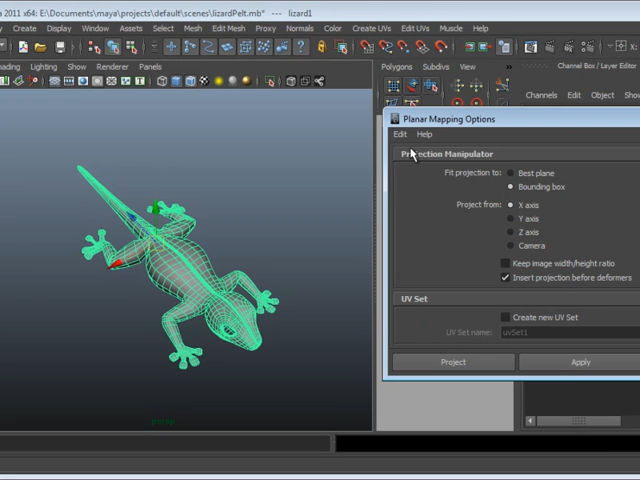 a 2011 x64: E:\Docs\maya\projects\default\scenes\lizardPelt.mb* --- lizard1
Create Display Window Assets Select Mesh Edit Mesh Proxy Normals Color Create UVs Edit UVs Muscle Help
ading Lighting Show Renderer Panels
Polygons Subdivs View »
Channel Box / Layer Editor
Channels Edit Object Show
Planar Mapping Options
Edit Help
Projection Manipulator
Fit projection to: Best plane
Bounding box
Project from: X axis
Y axis
Z axis
Camera
Keep image width/height ratio
Insert projection before deformers
UV Set
Create new UV Set
UV Set name: uvSet1
Project Apply
persp